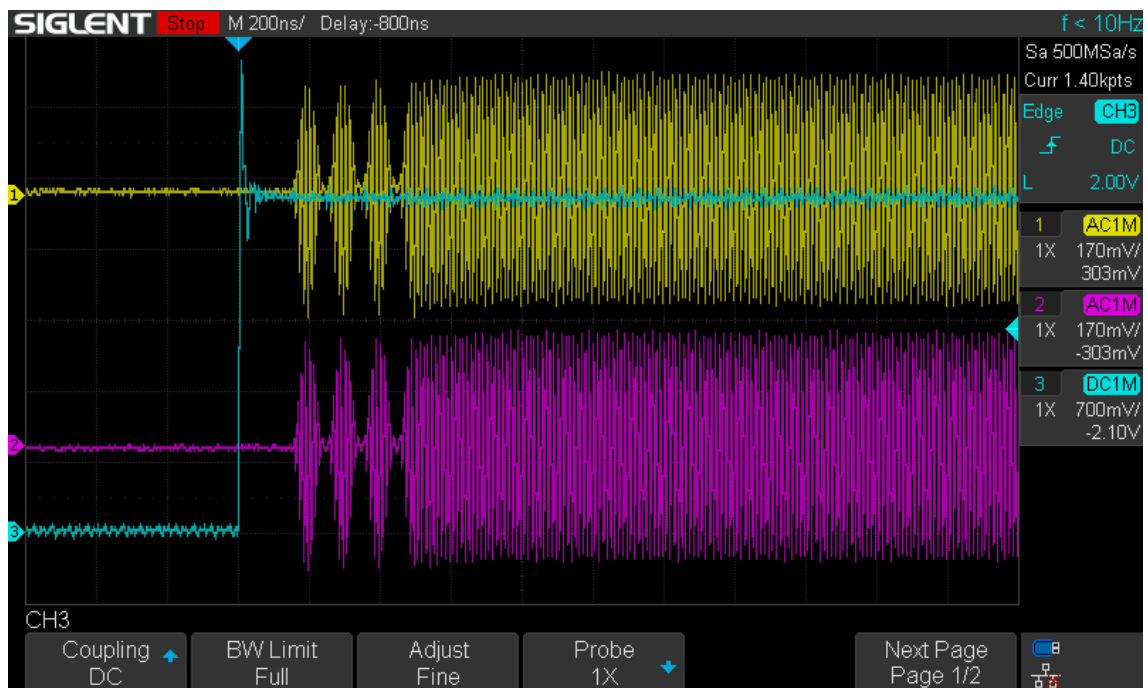 SIGLENT Stop M 200ns/ Delay:-800ns f < 10Hz
Sa 500MSa/s
Curr 1.40kpts
Edge CH3
DC
L 2.00V
1 AC1M
1X 170mV/
303mV
2 AC1M
1X 170mV/
-303mV
3 DC1M
1X 700mV/
-2.10V
1
2
3
CH3
Coupling BW Limit Adjust Probe Next Page
DC Full Fine 1X Page 1/2